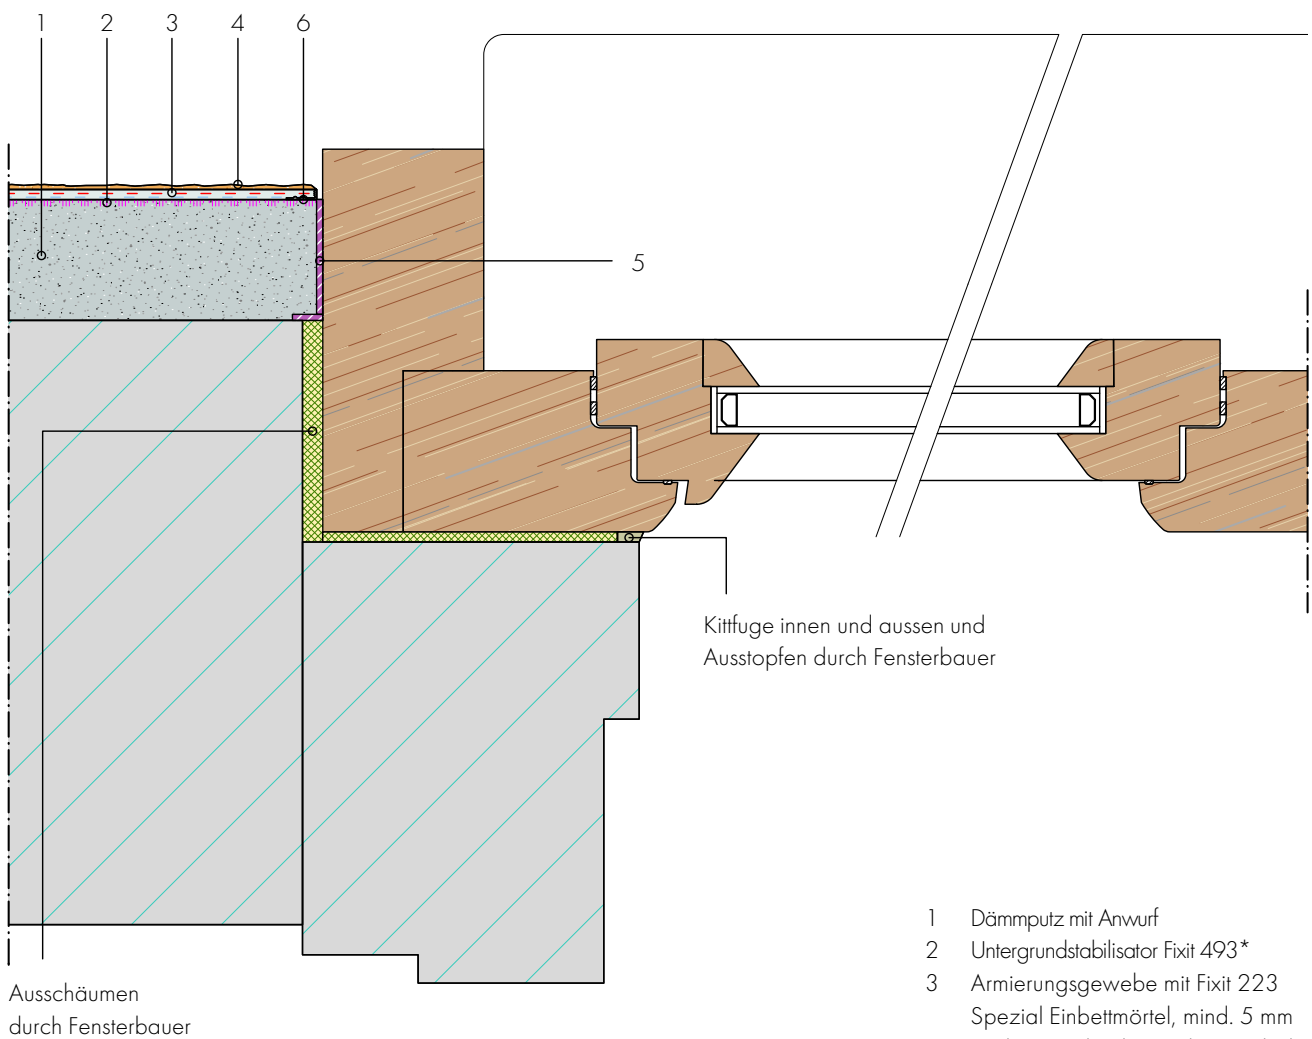 1 2 3 4 6
5
Kittfuge innen und aussen und
Ausstopfen durch Fensterbauer
Ausschäumen
durch Fensterbauer
1 Dämmputz mit Anwurf
2 Untergrundstabilisator Fixit 493*
3 Armierungsgewebe mit Fixit 223
Spezial Einbettmörtel, mind. 5 mm